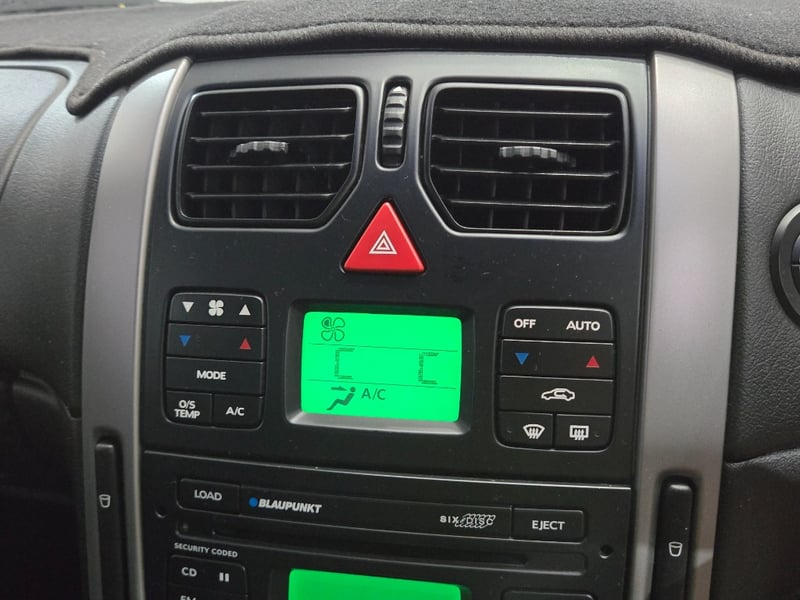 OFF AUTO
MODE
O/S
TEMP
A/C
A/C
LOAD
BLAUPUNKT
SIX DISC
EJECT
SECURITY CODED
CD